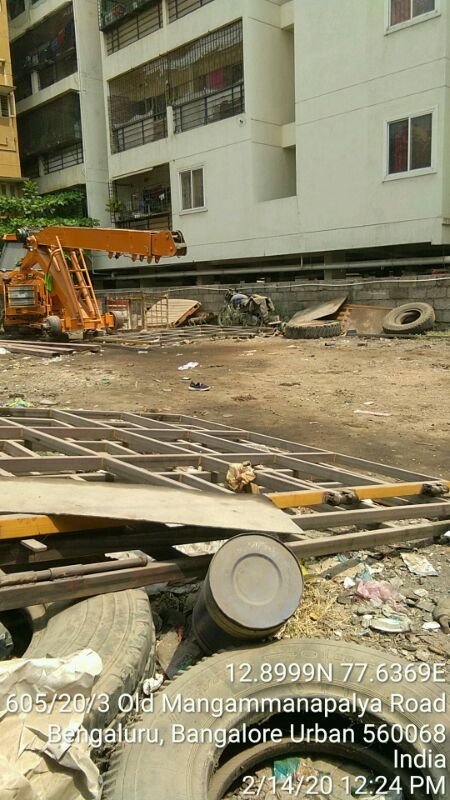 12.8999N 77.6369E
605/20/3 Old Mangammanapalya Road
Bengaluru, Bangalore Urban 560068
India
2/14/20 12:24 PM